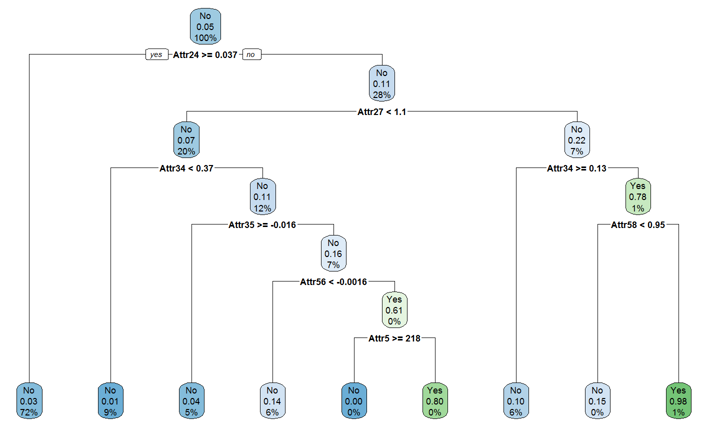 No
0.05
100%
yes Attr24 >= 0.037 no
No
0.11
28%
Attr27 < 1.1
No
0.07
20%
No
0.22
7%
Attr34 < 0.37
Attr34 >= 0.13
No
0.11
12%
Yes
0.78
1%
Attr35 >= -0.016
Attr58 < 0.95
No
0.16
7%
Attr56 < -0.0016
Yes
0.61
0%
Attr5 >= 218
No
0.03
72%
No
0.01
9%
No
0.04
5%
No
0.14
6%
No
0.00
0%
Yes
0.80
0%
No
0.10
6%
No
0.15
0%
Yes
0.98
1%